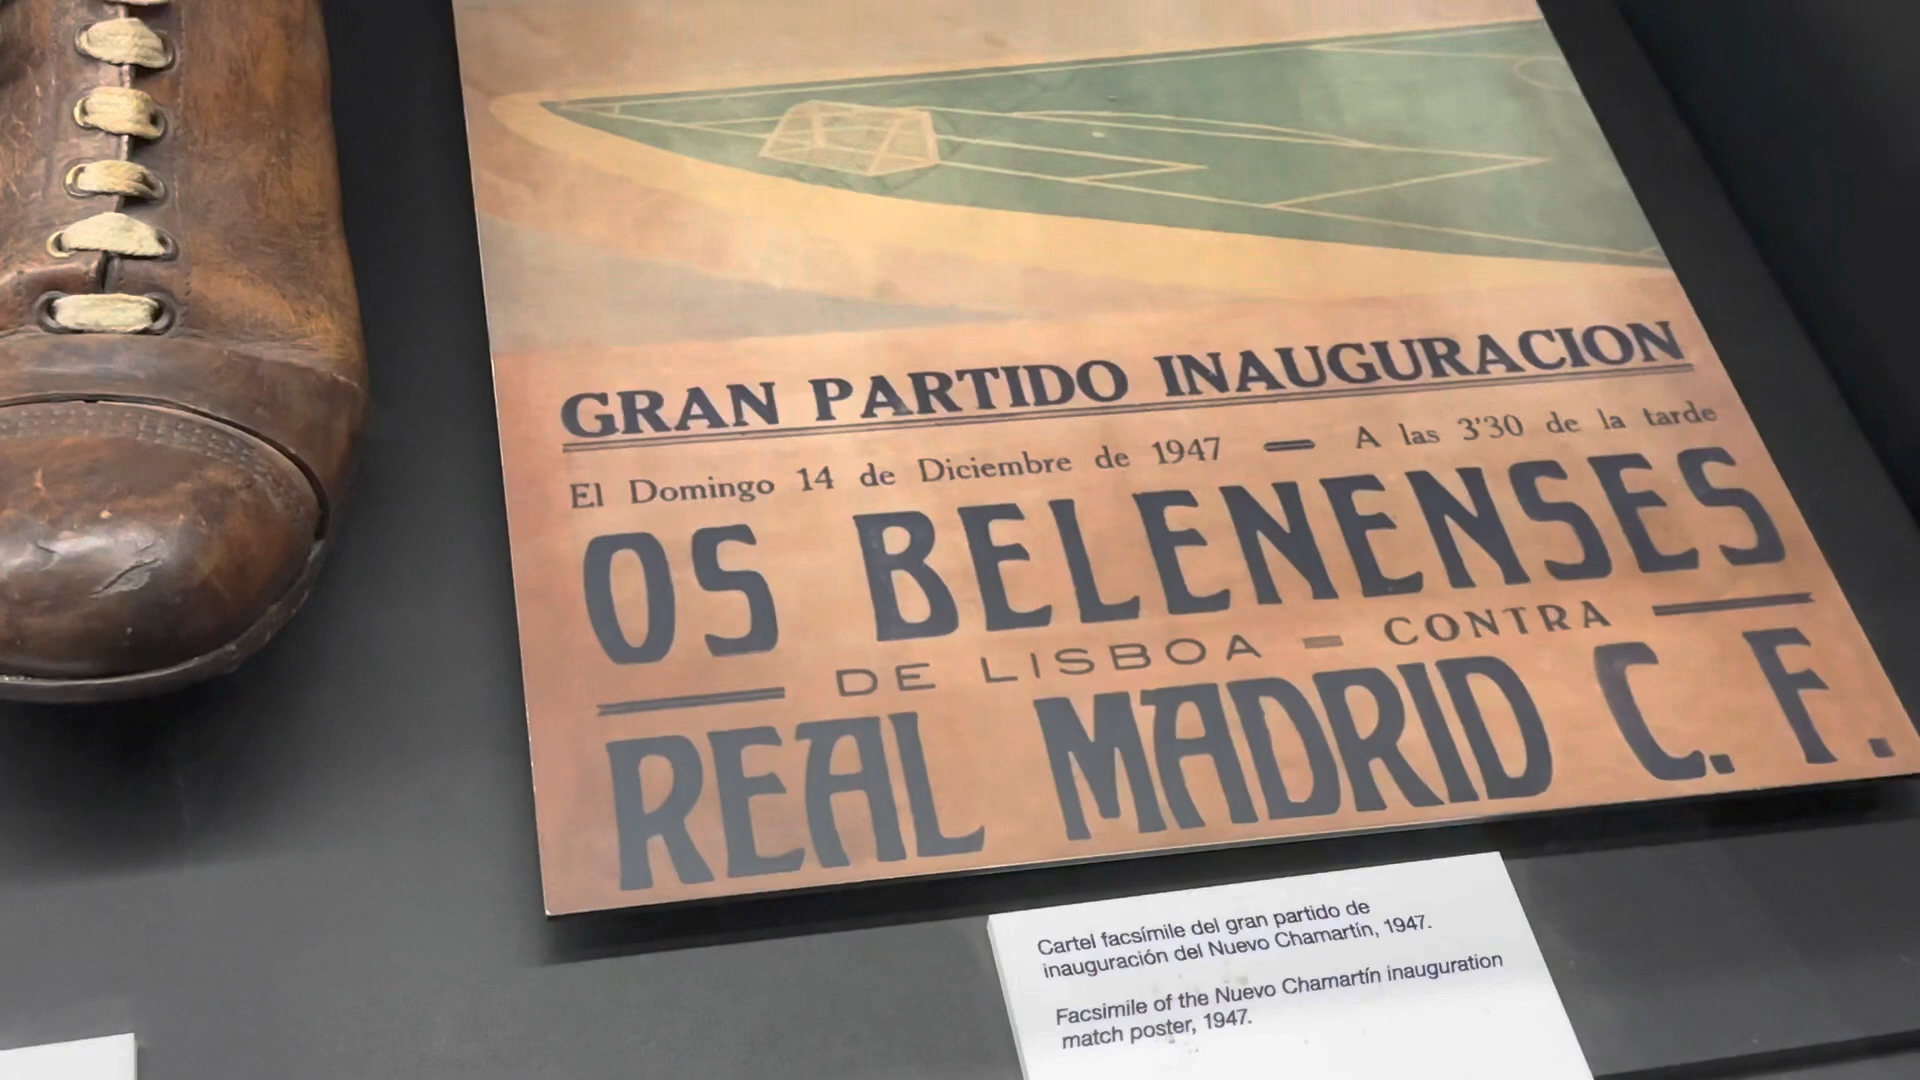 GRAN PARTIDO INAUGURACION
El Domingo 14 de Diciembre de 1947 — A las 3'30 de la tarde
OS BELENENSES
DE LISBOA = CONTRA
REAL MADRID C. F.
Cartel facsímile del gran partido de
inauguración del Nuevo Chamartín, 1947.
Facsimile of the Nuevo Chamartín inauguration
match poster, 1947.